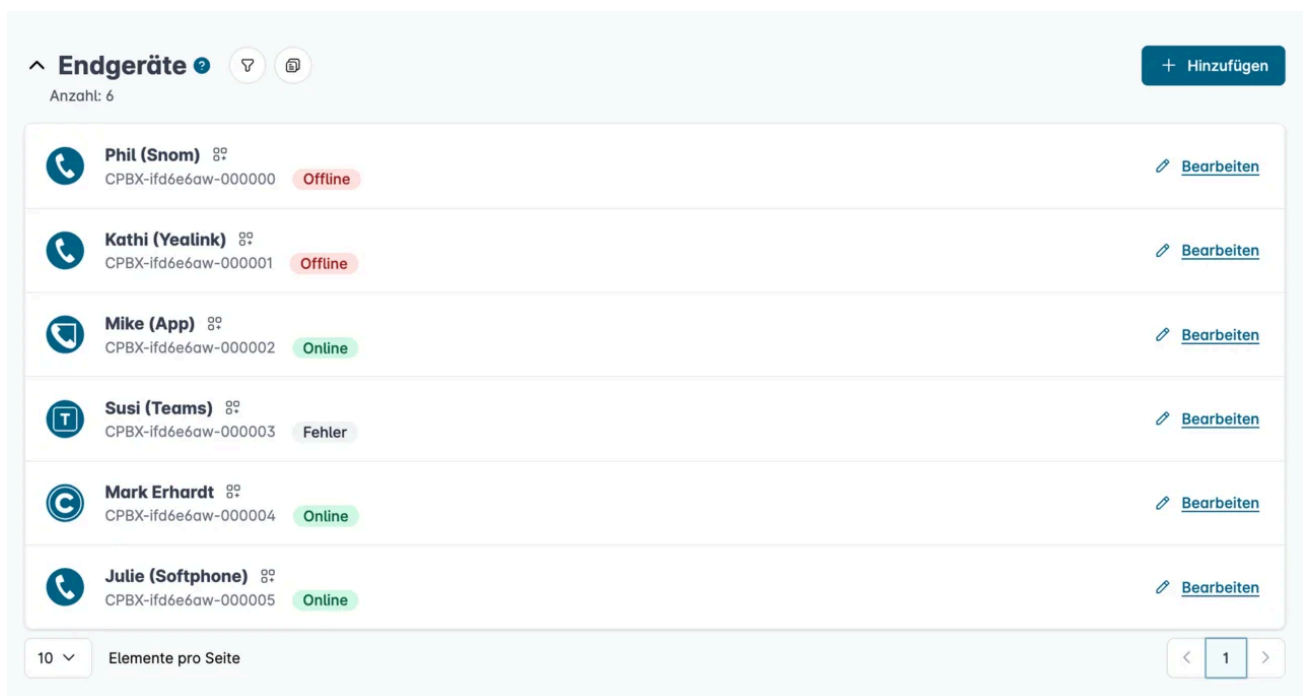 Endgeräte ?
+ Hinzufügen
Anzahl: 6
Phil (Snom)
CPBX-ifd6e6aw-000000 Offline
Bearbeiten
Kathi (Yealink)
CPBX-ifd6e6aw-000001 Offline
Bearbeiten
Mike (App)
CPBX-ifd6e6aw-000002 Online
Bearbeiten
T
Susi (Teams)
CPBX-ifd6e6aw-000003 Fehler
Bearbeiten
C
Mark Erhardt
CPBX-ifd6e6aw-000004 Online
Bearbeiten
Julie (Softphone)
CPBX-ifd6e6aw-000005 Online
Bearbeiten
10 Elemente pro Seite
< 1 >